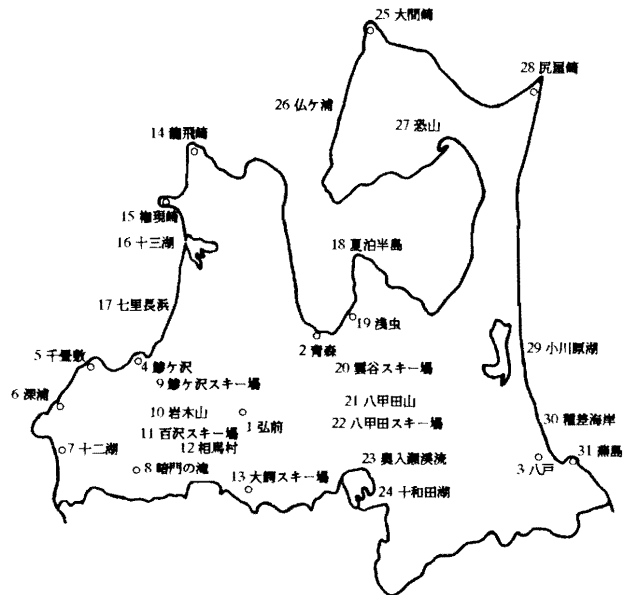 25 大間崎
28 尻屋崎
26 仏ケ浦
27 恐山
14 龍飛崎
15 権現崎
16 十三湖
18 夏泊半島
17 七里長浜
19 浅虫
2 青森
5 千畳敷
4 鰺ケ沢
20 雲谷スキー場
29 小川原湖
9 鰺ケ沢スキー場
6 深浦
10 岩木山
1 弘前
21 八甲田山
22 八甲田スキー場
30 種差海岸
11 百沢スキー場
12 相馬村
7 十二湖
8 暗門の滝
13 大鰐スキー場
23 奥入瀬渓流
24 十和田湖
3 八戸
31 蕪島